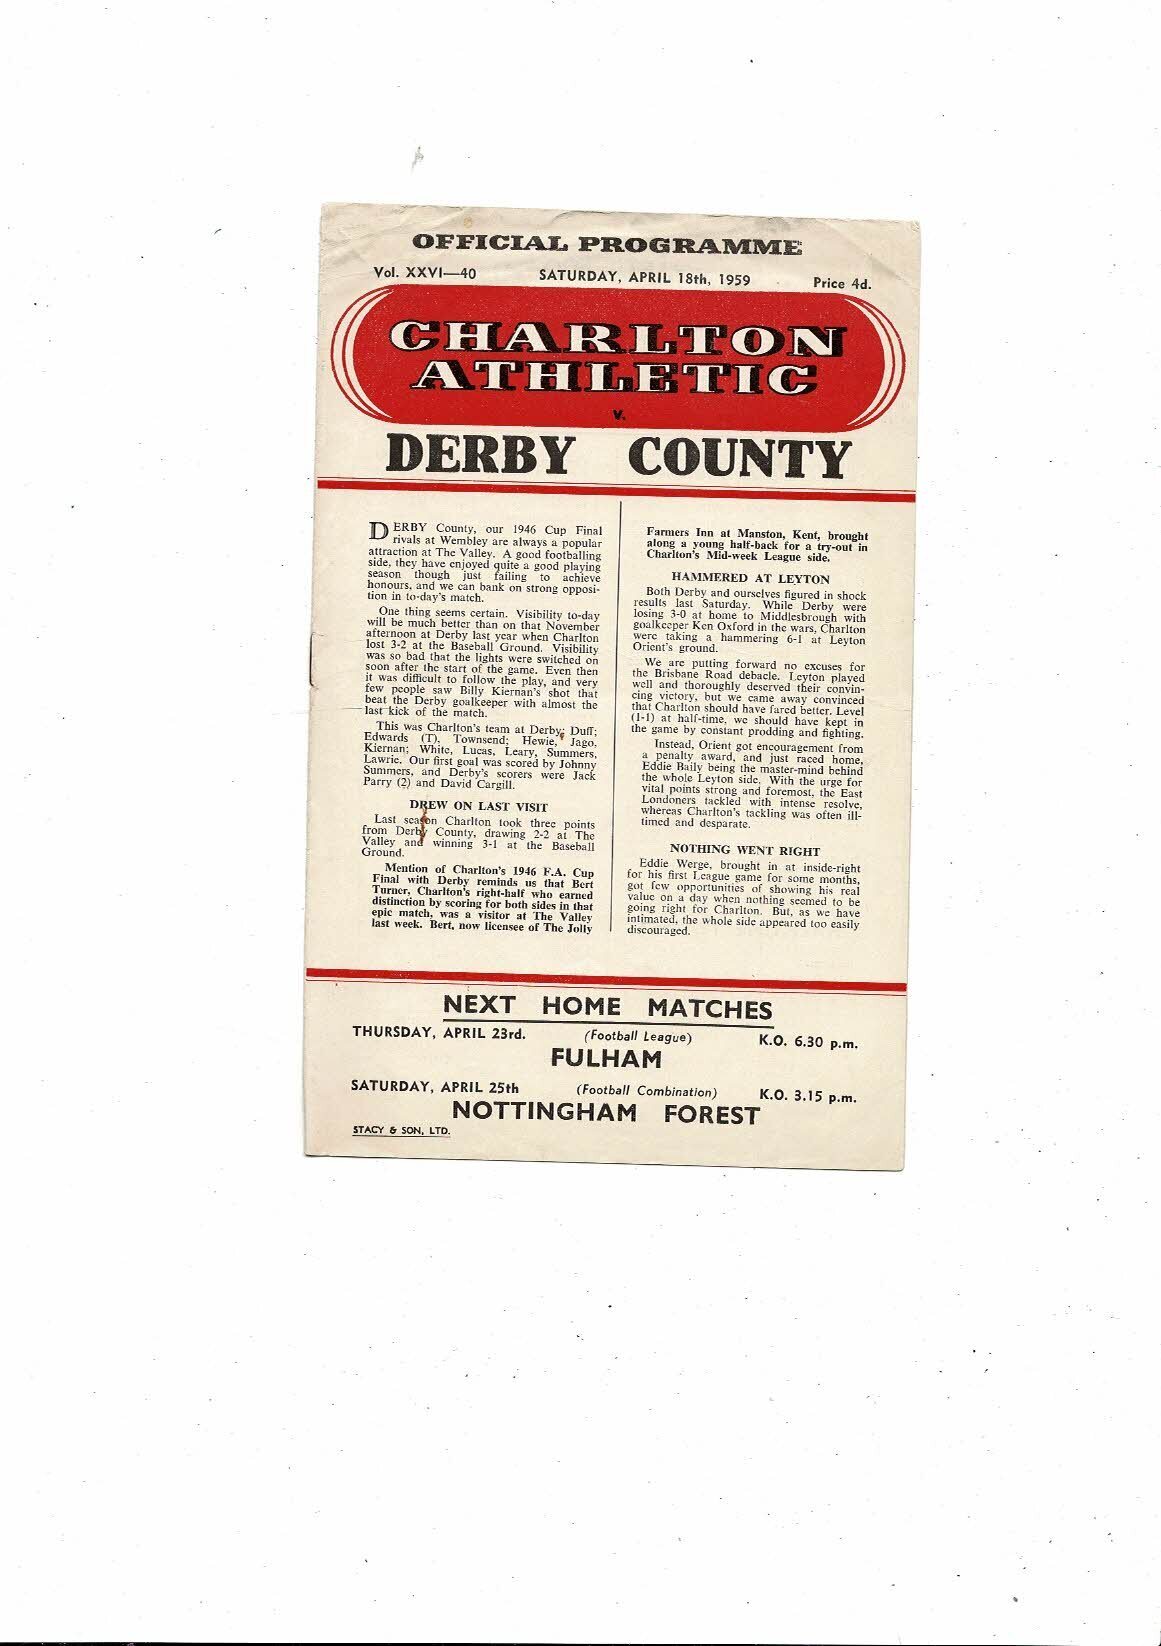 OFFICIAL PROGRAMME
Vol. XXVI—40 SATURDAY, APRIL 18th, 1959 Price 4d.
CHARLTON
ATHLETIC
v.
DERBY COUNTY
DERBY County, our 1946 Cup Final
rivals at Wembley are always a popular
attraction at The Valley. A good footballing
side, they have enjoyed quite a good playing
season though just failing to achieve
honours, and we can bank on strong opposi-
tion in to-day's match.
One thing seems certain. Visibility to-day
will be much better than on that November
afternoon at Derby last year when Charlton
lost 3-2 at the Baseball Ground. Visibility
was so bad that the lights were switched on
soon after the start of the game. Even then
it was difficult to follow the play, and very
few people saw Billy Kiernan's shot that
beat the Derby goalkeeper with almost the
last kick of the match.
This was Charlton's team at Derby: Duff;
Edwards (T), Townsend; Hewie, Jago,
Kiernan; White, Lucas, Leary, Summers,
Lawrie. Our first goal was scored by Johnny
Summers, and Derby's scorers were Jack
Parry (2) and David Cargill.
DREW ON LAST VISIT
Last season Charlton took three points
from Derby County, drawing 2-2 at The
Valley and winning 3-1 at the Baseball
Ground.
Mention of Charlton's 1946 F.A. Cup
Final with Derby reminds us that Bert
Turner, Charlton's right-half who earned
distinction by scoring for both sides in that
epic match, was a visitor at The Valley
last week. Bert, now licensee of The Jolly
Farmers Inn at Manston, Kent, brought
along a young half-back for a try-out in
Charlton's Mid-week League side.
HAMMERED AT LEYTON
Both Derby and ourselves figured in shock
results last Saturday. While Derby were
losing 3-0 at home to Middlesbrough with
goalkeeper Ken Oxford in the wars, Charlton
were taking a hammering 6-1 at Leyton
Orient's ground.
We are putting forward no excuses for
the Brisbane Road debacle. Leyton played
well and thoroughly deserved their convin-
cing victory, but we came away convinced
that Charlton should have fared better. Level
(1-1) at half-time, we should have kept in
the game by constant prodding and fighting.
Instead, Orient got encouragement from
a penalty award, and just raced home,
Eddie Baily being the master-mind behind
the whole Leyton side. With the urge for
vital points strong and foremost, the East
Londoners tackled with intense resolve,
whereas Charlton's tackling was often ill-
timed and desparate.
NOTHING WENT RIGHT
Eddie Werge, brought in at inside-right
for his first League game for some months,
got few opportunities of showing his real
value on a day when nothing seemed to be
going right for Charlton. But, as we have
intimated, the whole side appeared too easily
discouraged.
NEXT HOME MATCHES
THURSDAY, APRIL 23rd. (Football League) K.O. 6.30 p.m.
FULHAM
SATURDAY, APRIL 25th (Football Combination) K.O. 3.15 p.m.
NOTTINGHAM FOREST
STACY & SON, LTD.